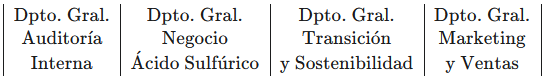 Dpto. Gral. Dpto. Gral. Dpto. Gral. Dpto. Gral.
Auditoría Negocio Transición Marketing
Interna Ácido Sulfúrico y Sostenibilidad y Ventas